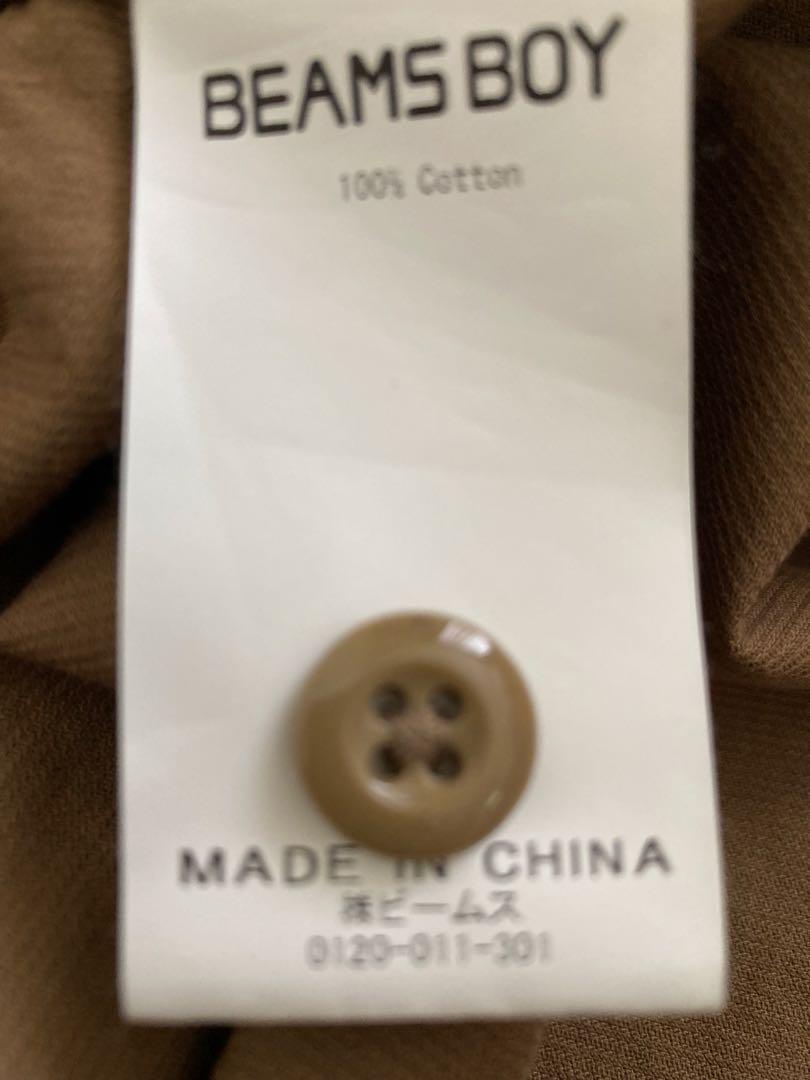 BEAMS BOY
100% Cotton
MADE IN CHINA
㈱ビームス
0120-011-301